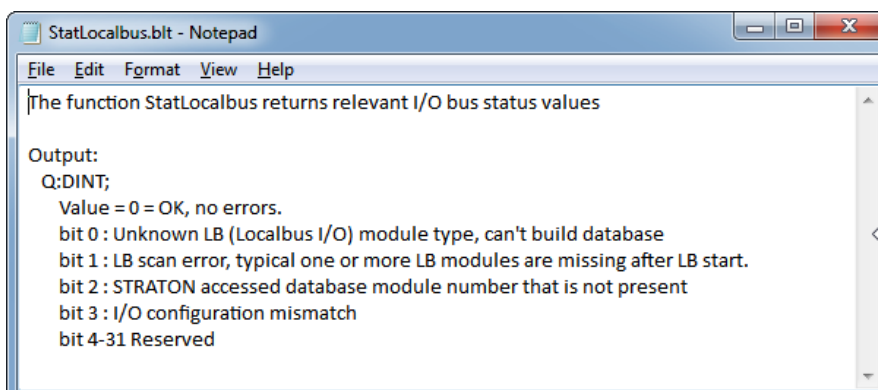 StatLocalbus.blt - Notepad
File Edit Format View Help
The function StatLocalbus returns relevant I/O bus status values
Output:
Q:DINT;
Value = 0 = OK, no errors.
bit 0 : Unknown LB (Localbus I/O) module type, can't build database
bit 1 : LB scan error, typical one or more LB modules are missing after LB start.
bit 2 : STRATON accessed database module number that is not present
bit 3 : I/O configuration mismatch
bit 4-31 Reserved